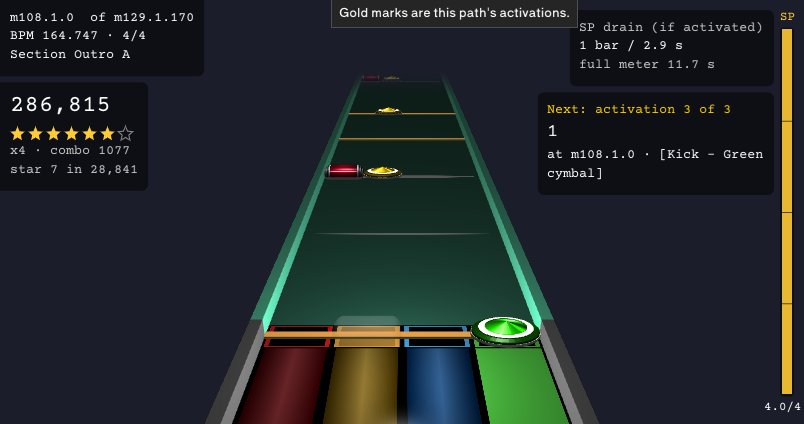 Gold marks are this path's activations.
m108.1.0 of m129.1.170
BPM 164.747 · 4/4
Section Outro A
286,815
x4 · combo 1077
star 7 in 28,841
SP drain (if activated)
1 bar / 2.9 s
full meter 11.7 s
Next: activation 3 of 3
1
at m108.1.0 · [Kick - Green
cymbal]
SP
4.0/4